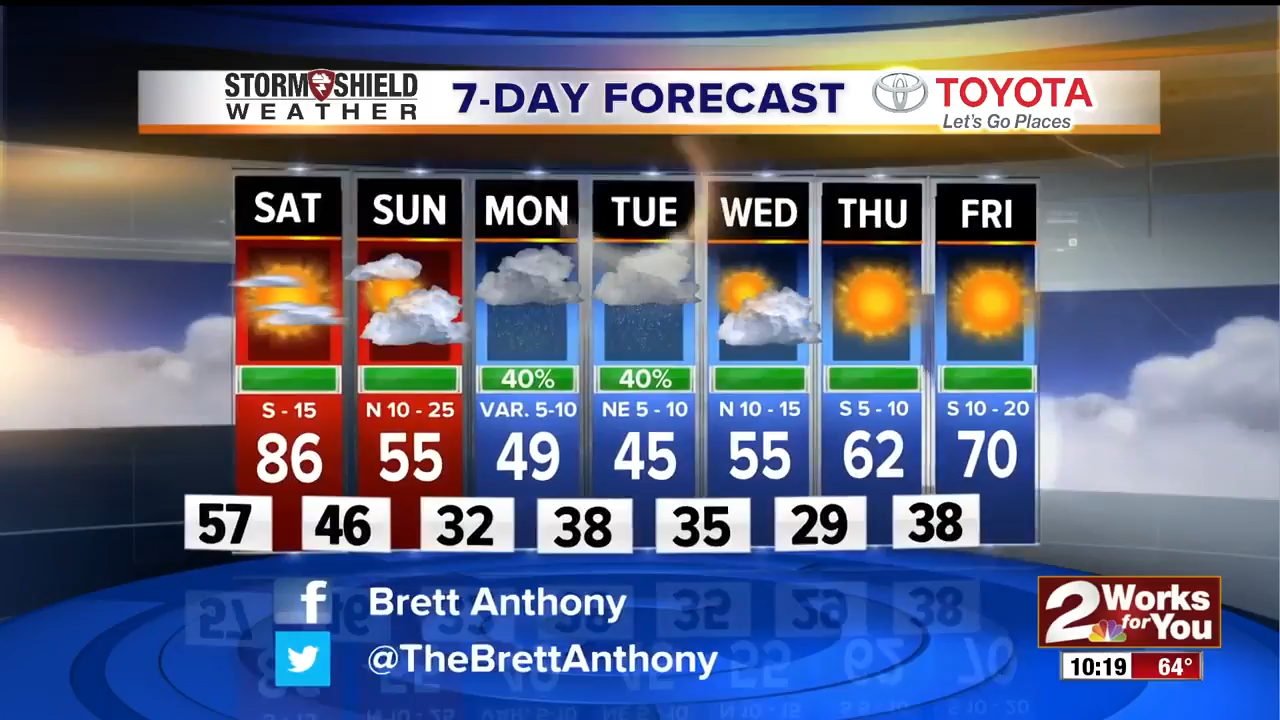 STORM SHIELD
WEATHER
7-DAY FORECAST
TOYOTA
Let's Go Places
SAT SUN MON TUE WED THU FRI
40% 40%
S - 15 N 10 - 25 VAR. 5-10 NE 5 - 10 N 10 - 15 S 5 - 10 S 10 - 20
86 55 49 45 55 62 70
57 46 32 38 35 29 38
f Brett Anthony
@TheBrettAnthony
2 Works
for You
10:19 64°